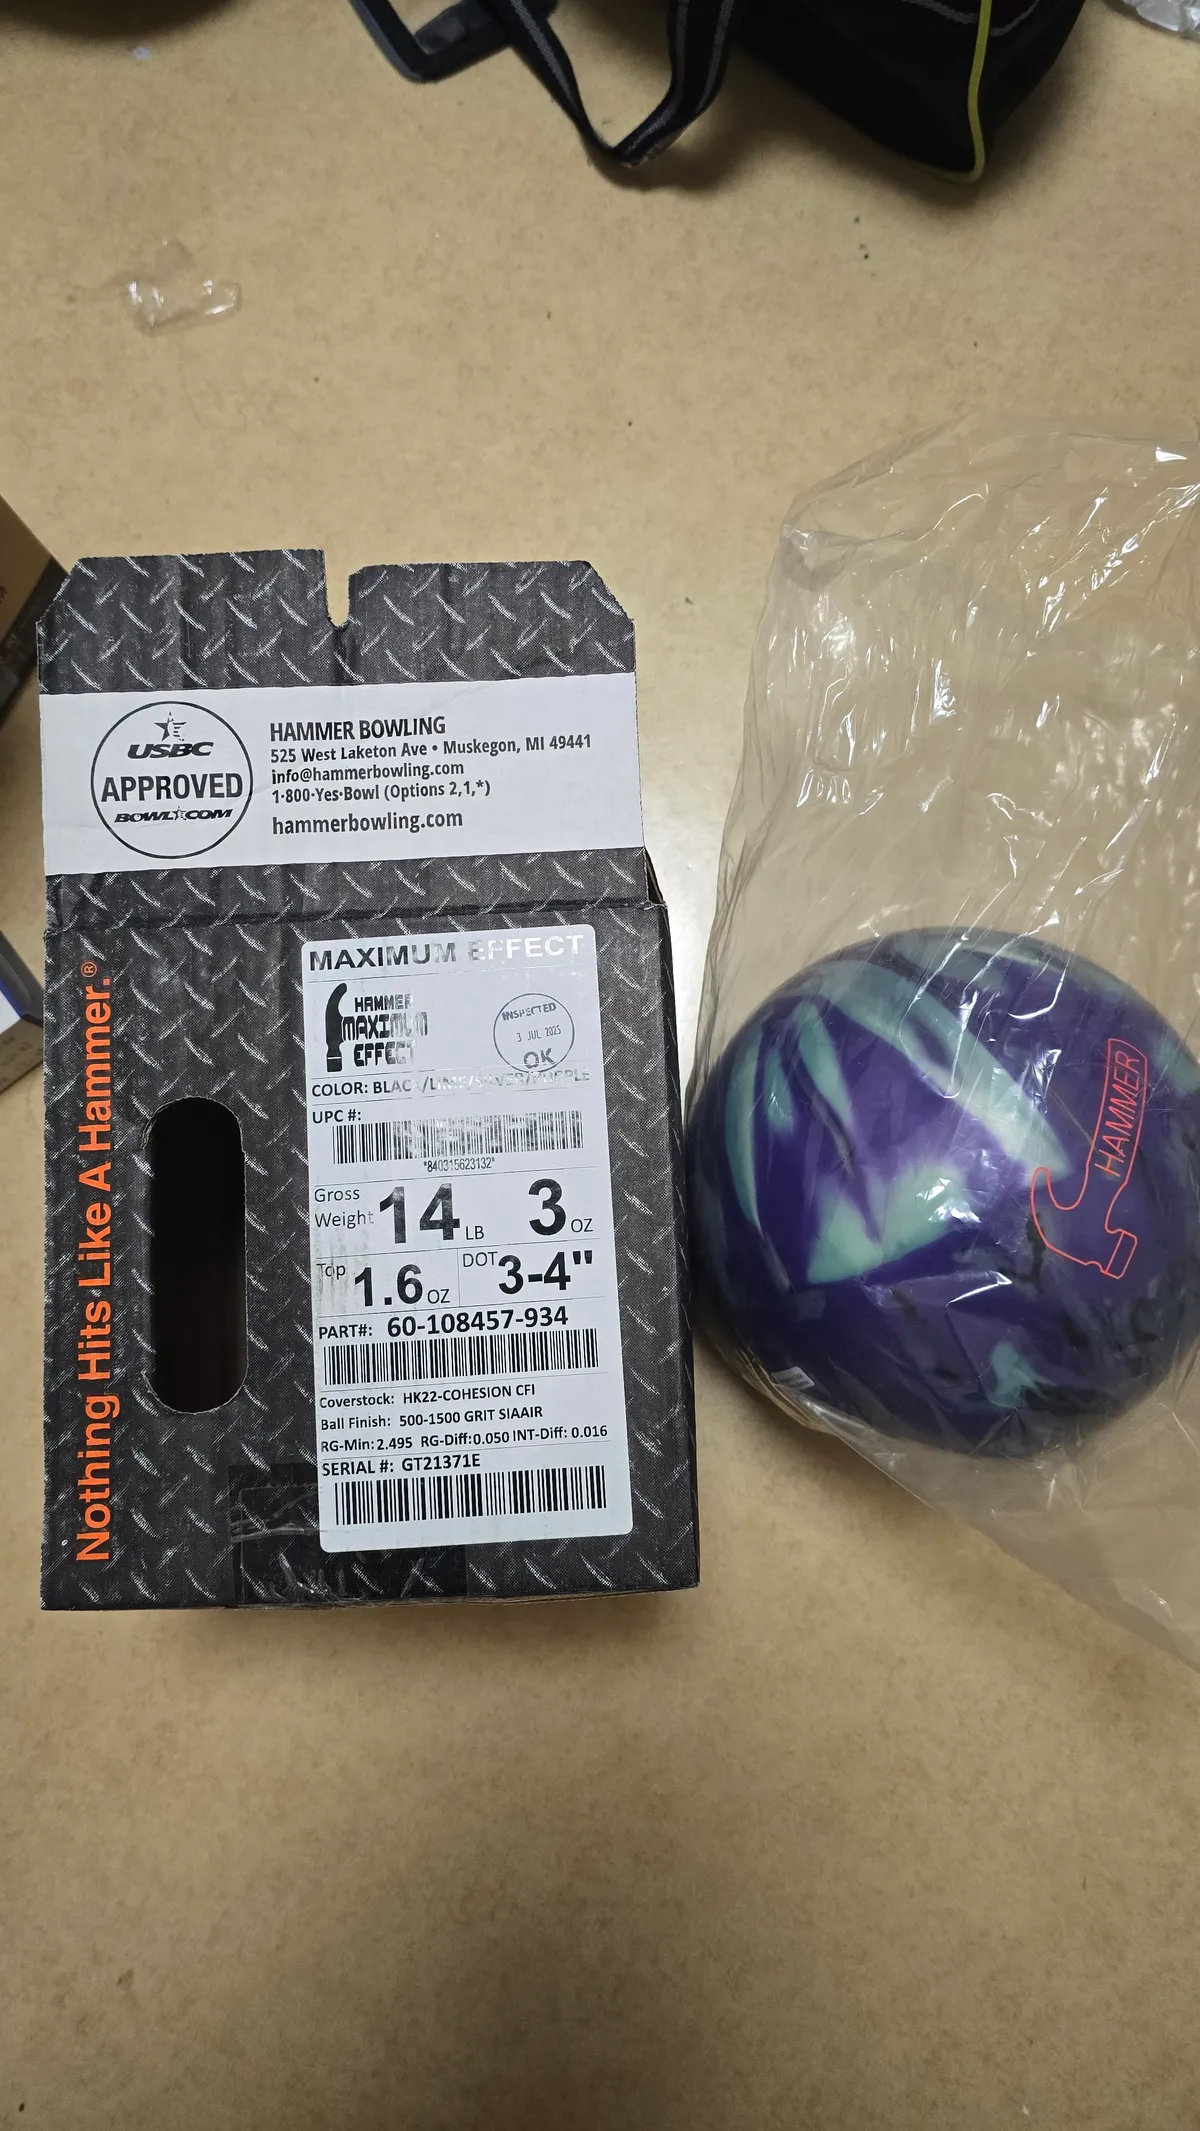 USBC
APPROVED
BOWL.COM
HAMMER BOWLING
525 West Laketon Ave • Muskegon, MI 49441
info@hammerbowling.com
1-800-Yes-Bowl (Options 2,1,*)
hammerbowling.com
Nothing Hits Like A Hammer.®
MAXIMUM EFFECT
HAMMER
MAXIMUM
EFFECT
INSPECTED
3 JUL 2025
OK
COLOR: BLACK/LIME/SILVER/PURPLE
UPC #:
*840315623132*
Gross
Weight 14 LB 3 OZ
Top 1.6 OZ DOT 3-4"
PART#: 60-108457-934
Coverstock: HK22-COHESION CFI
Ball Finish: 500-1500 GRIT SIAAIR
RG-Min: 2.495 RG-Diff: 0.050 INT-Diff: 0.016
SERIAL #: GT21371E
HAMMER